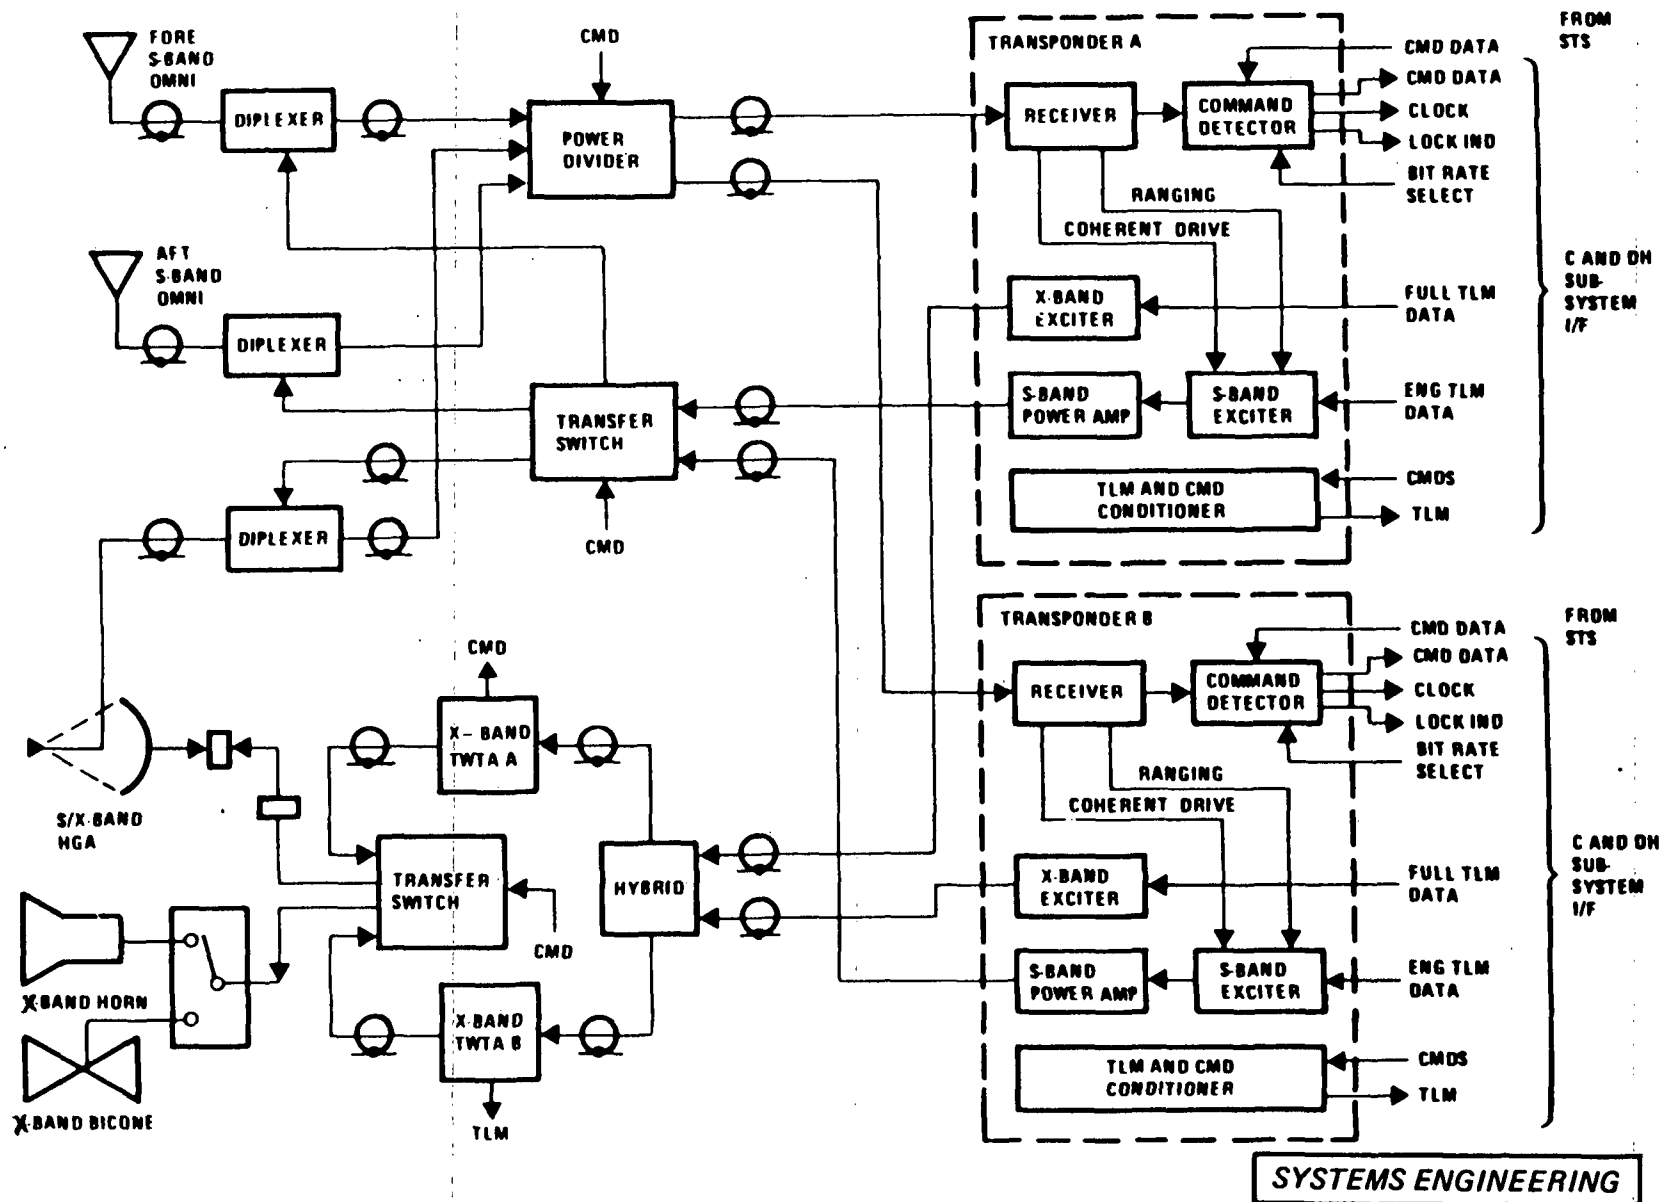 FORE
S-BAND
OMNI
DIPLEXER
CMD
POWER
DIVIDER
AFT
S-BAND
OMNI
DIPLEXER
TRANSFER
SWITCH
CMD
DIPLEXER
S/X-BAND
HGA
CMD
X-BAND
TWTA A
TRANSFER
SWITCH
CMD
HYBRID
X-BAND HORN
X-BAND BICONE
X-BAND
TWTA B
TLM
TRANSPONDER A
RECEIVER
COMMAND
DETECTOR
RANGING
COHERENT DRIVE
X-BAND
EXCITER
S-BAND
POWER AMP
S-BAND
EXCITER
TLM AND CMD
CONDITIONER
FROM
STS
CMD DATA
CMD DATA
CLOCK
LOCK IND
BIT RATE
SELECT
FULL TLM
DATA
ENG TLM
DATA
CMDS
TLM
C AND DH
SUB-
SYSTEM
I/F
TRANSPONDER B
RECEIVER
COMMAND
DETECTOR
RANGING
COHERENT DRIVE
X-BAND
EXCITER
S-BAND
POWER AMP
S-BAND
EXCITER
TLM AND CMD
CONDITIONER
FROM
STS
CMD DATA
CMD DATA
CLOCK
LOCK IND
BIT RATE
SELECT
FULL TLM
DATA
ENG TLM
DATA
CMDS
TLM
C AND DH
SUB-
SYSTEM
I/F
SYSTEMS ENGINEERING